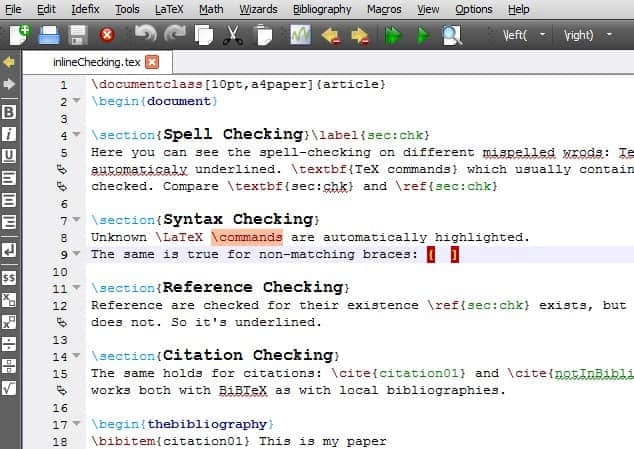 File Edit Idefix Tools LaTeX Math Wizards Bibliography Macros View Options Help
\left( \right)
inlineChecking.tex
1 \documentclass[10pt,a4paper]{article}
2 \begin{document}
3
4 \section{Spell Checking}\label{sec:chk}
5 Here you can see the spell-checking on different mispelled wrods: Te
automaticaly underlined. \textbf{TeX commands} which usually contain
checked. Compare \textbf{sec:chk} and \ref{sec:chk}
6
7 \section{Syntax Checking}
8 Unknown \LaTeX \commands are automatically highlighted.
9 The same is true for non-matching braces: { ]
10
11 \section{Reference Checking}
12 Reference are checked for their existence \ref{sec:chk} exists, but
does not. So it's underlined.
13
14 \section{Citation Checking}
15 The same holds for citations: \cite{citation01} and \cite{notInBibli
works both with BiBTeX as with local bibliographies.
16
17 \begin{thebibliography}
18 \bibitem{citation01} This is my paper
B
i
U
$$